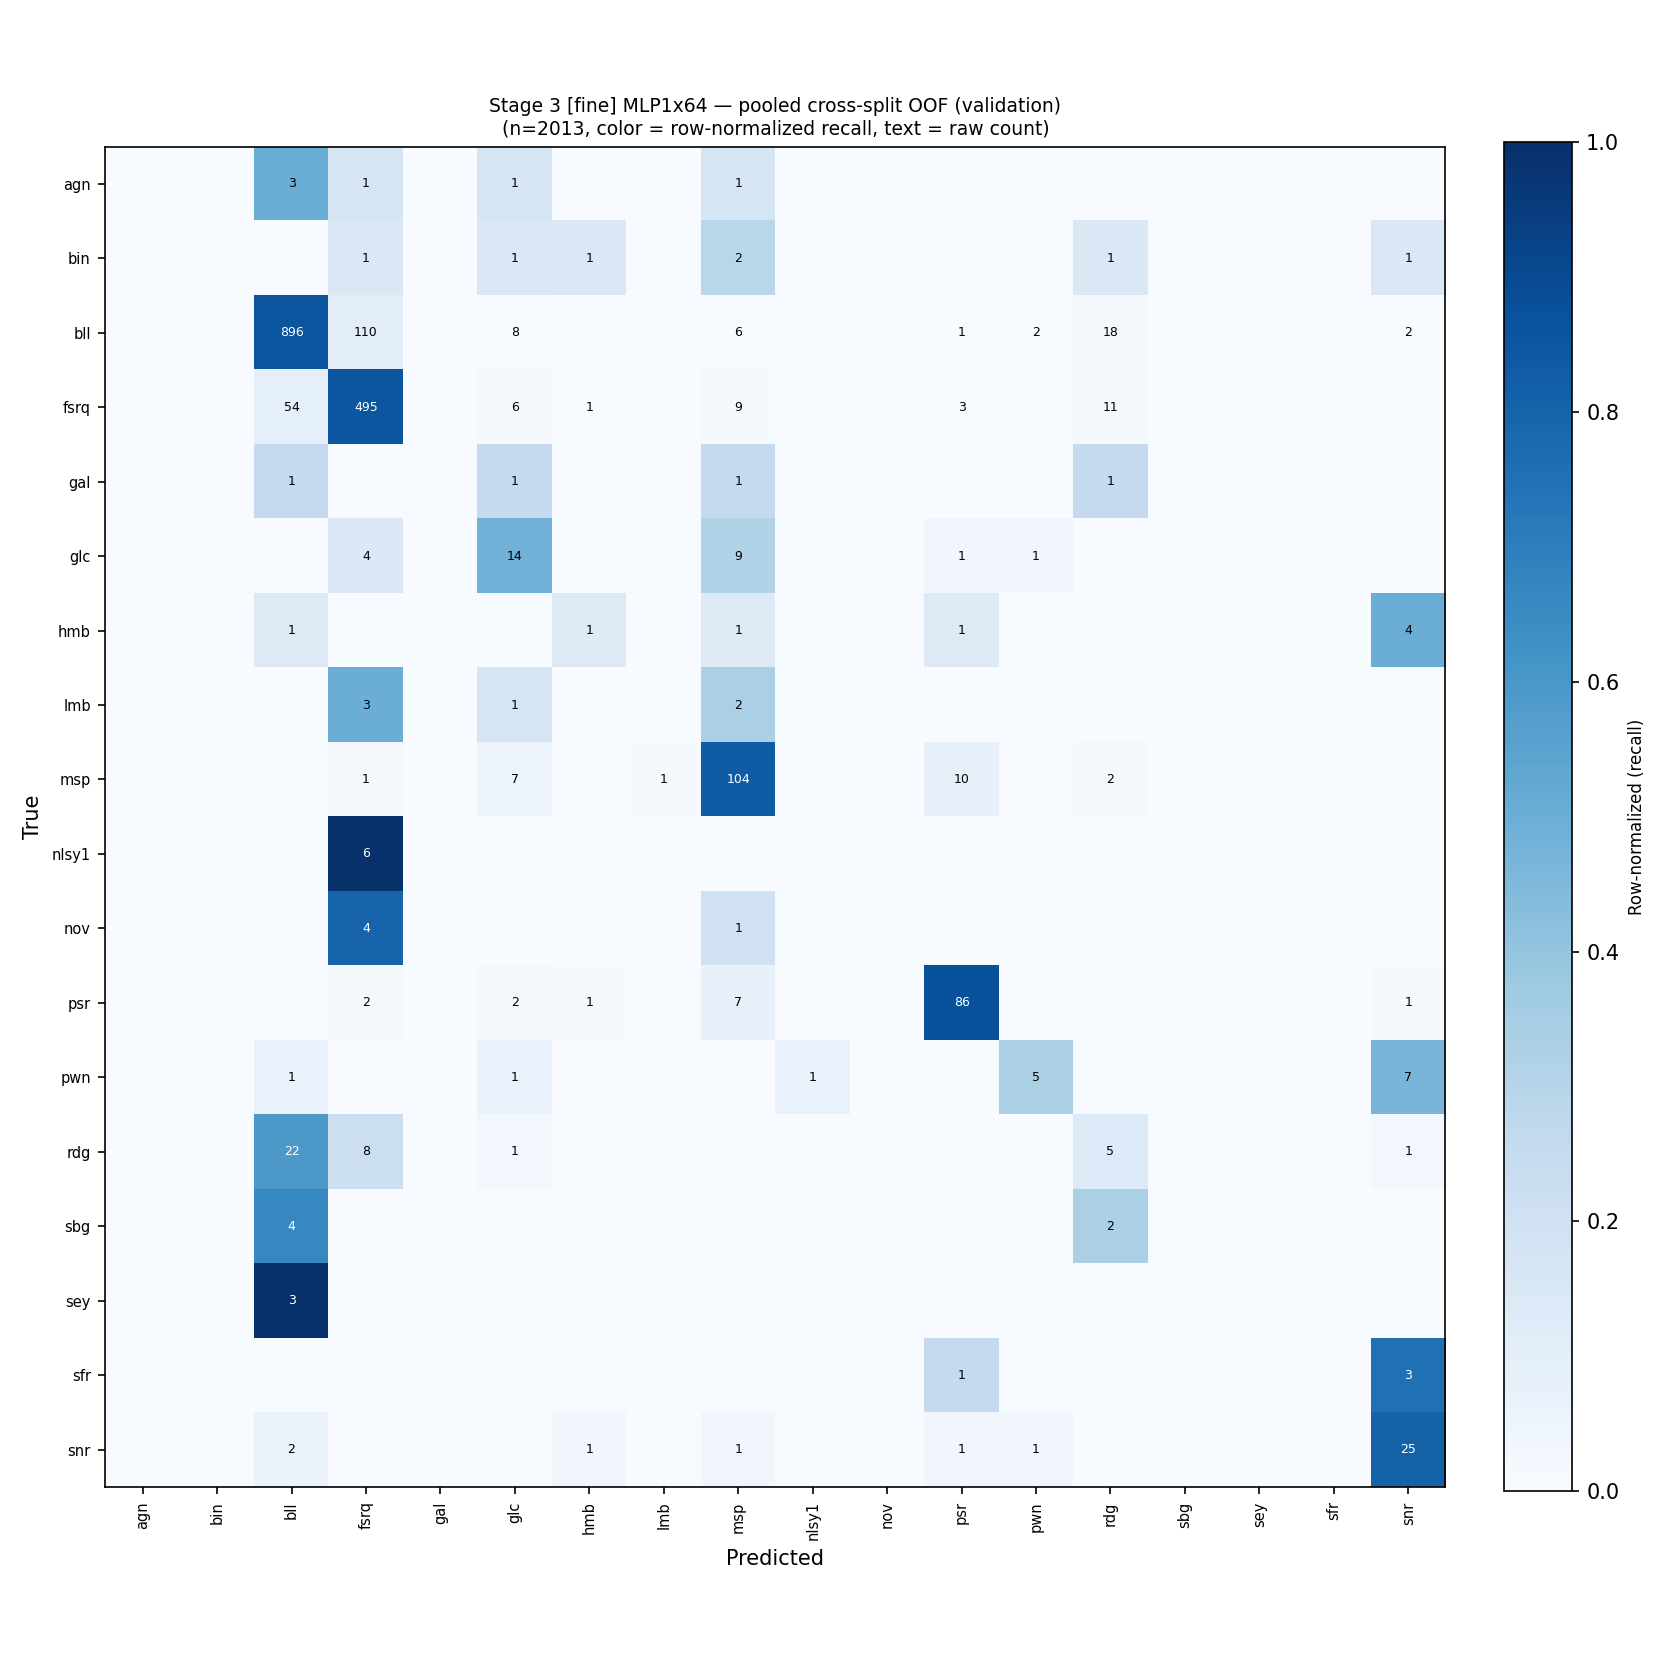 Stage 3 [fine] MLP1x64 — pooled cross-split OOF (validation)
(n=2013, color = row-normalized recall, text = raw count)
agn 3 1 1 1
bin 1 1 1 2 1 1
bll 896 110 8 6 1 2 18 2
fsrq 54 495 6 1 9 3 11
gal 1 1 1 1
glc 4 14 9 1 1
hmb 1 1 1 1 4
lmb 3 1 2
msp 1 7 1 104 10 2
nlsy1 6
nov 4 1
psr 2 2 1 7 86 1
pwn 1 1 1 5 7
rdg 22 8 1 5 1
sbg 4 2
sey 3
sfr 1 3
snr 2 1 1 1 1 25
True
agn bin bll fsrq gal glc hmb lmb msp nlsy1 nov psr pwn rdg sbg sey sfr snr
Predicted
1.0
0.8
0.6
0.4
0.2
0.0
Row-normalized (recall)